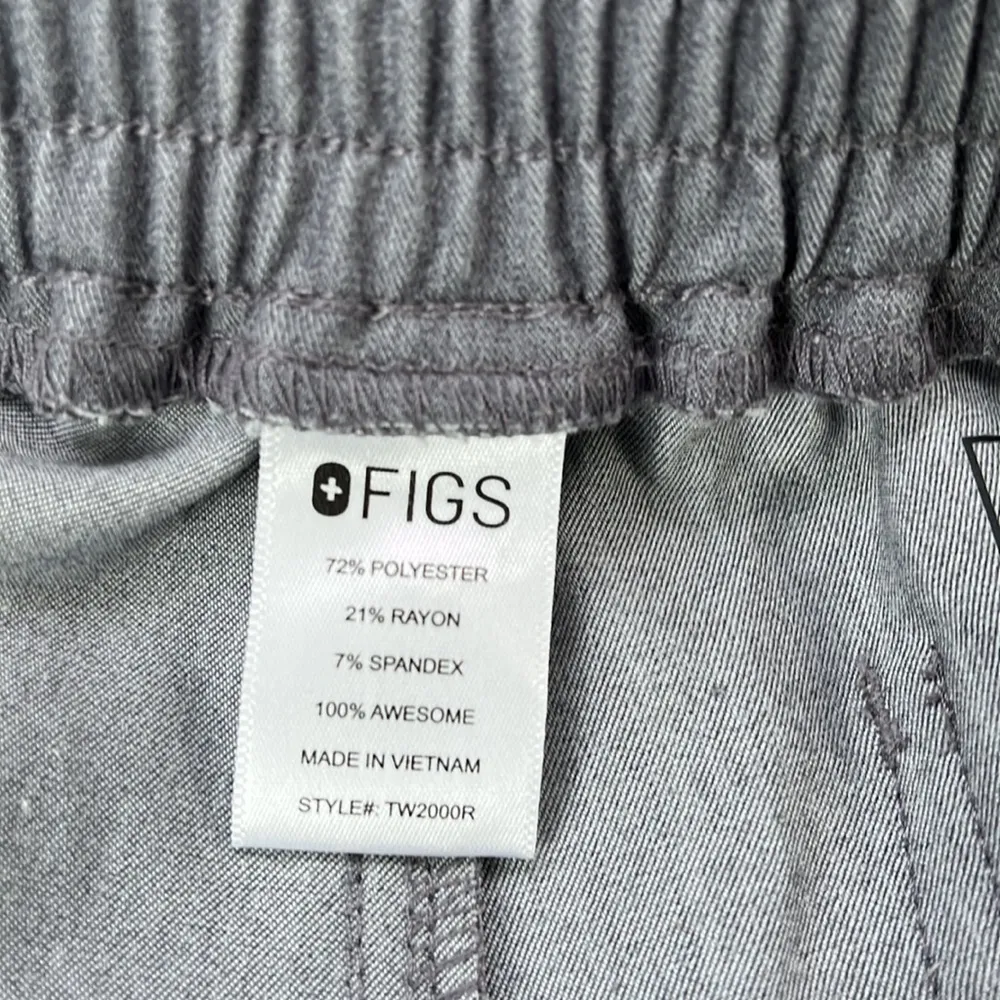 FIGS
72% POLYESTER
21% RAYON
7% SPANDEX
100% AWESOME
MADE IN VIETNAM
STYLE#: TW2000R